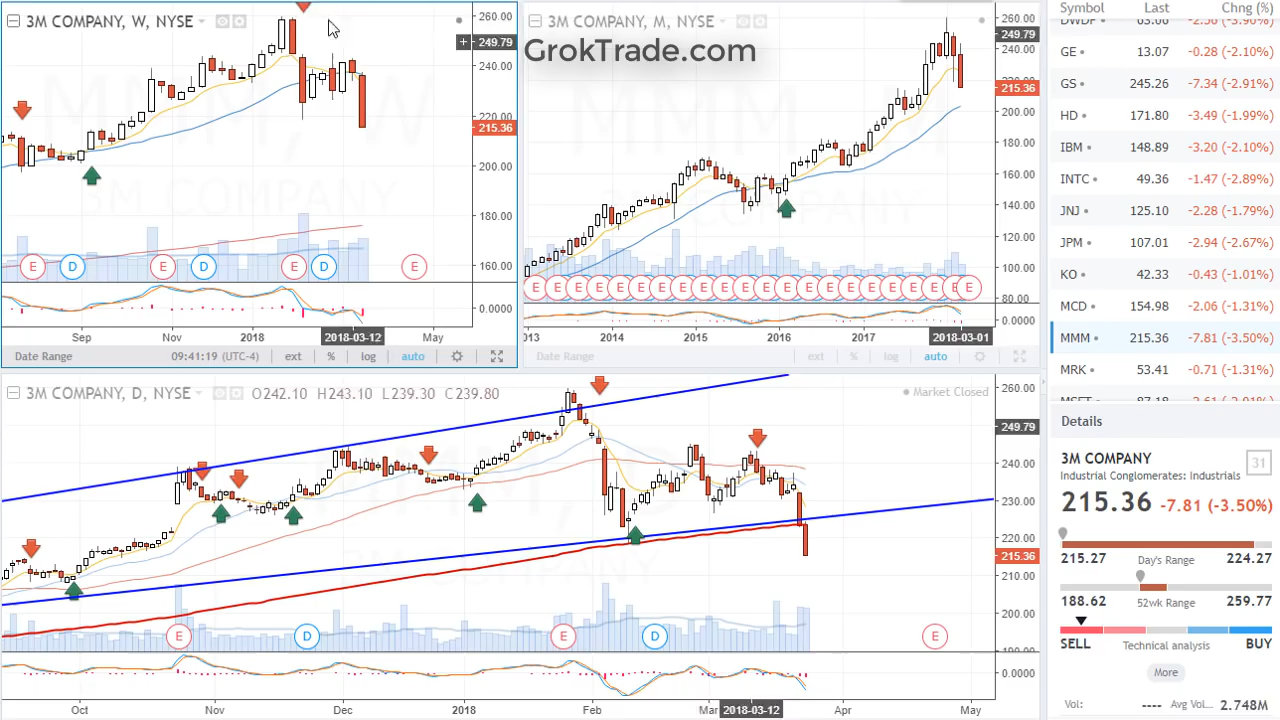 3M COMPANY, W, NYSE
260.00
249.79
240.00
220.00
215.36
200.00
180.00
160.00
E
D
E
D
E
D
E
0.0000
Sep
Nov
2018
2018-03-12
May
Date Range
09:41:19 (UTC-4)
ext
%
log
auto
3M COMPANY, M, NYSE
GrokTrade.com
260.00
249.79
240.00
215.36
200.00
180.00
160.00
140.00
120.00
100.00
80.00
E E E E E E E E E E E E E E E E E E E E E E
0.0000
013
2014
2015
2016
2017
2018-03-01
Date Range
ext
%
log
auto
3M COMPANY, D, NYSE
O242.10 H243.10 L239.30 C239.80
Market Closed
260.00
249.79
240.00
230.00
220.00
215.36
210.00
200.00
E
D
E
D
E
0.0000
Oct
Nov
Dec
2018
Feb
Mar
2018-03-12
Apr
May
Symbol Last Chng (%)
GE 13.07 -0.28 (-2.10%)
GS 245.26 -7.34 (-2.91%)
HD 171.80 -3.49 (-1.99%)
IBM 148.89 -3.20 (-2.10%)
INTC 49.36 -1.47 (-2.89%)
JNJ 125.10 -2.28 (-1.79%)
JPM 107.01 -2.94 (-2.67%)
KO 42.33 -0.43 (-1.01%)
MCD 154.98 -2.06 (-1.31%)
MMM 215.36 -7.81 (-3.50%)
MRK 53.41 -0.71 (-1.31%)
Details
3M COMPANY
31
Industrial Conglomerates: Industrials
215.36 -7.81 (-3.50%)
215.27 Day's Range 224.27
188.62 52wk Range 259.77
SELL Technical analysis BUY
More
Vol: ---- Avg Vol... 2.748M